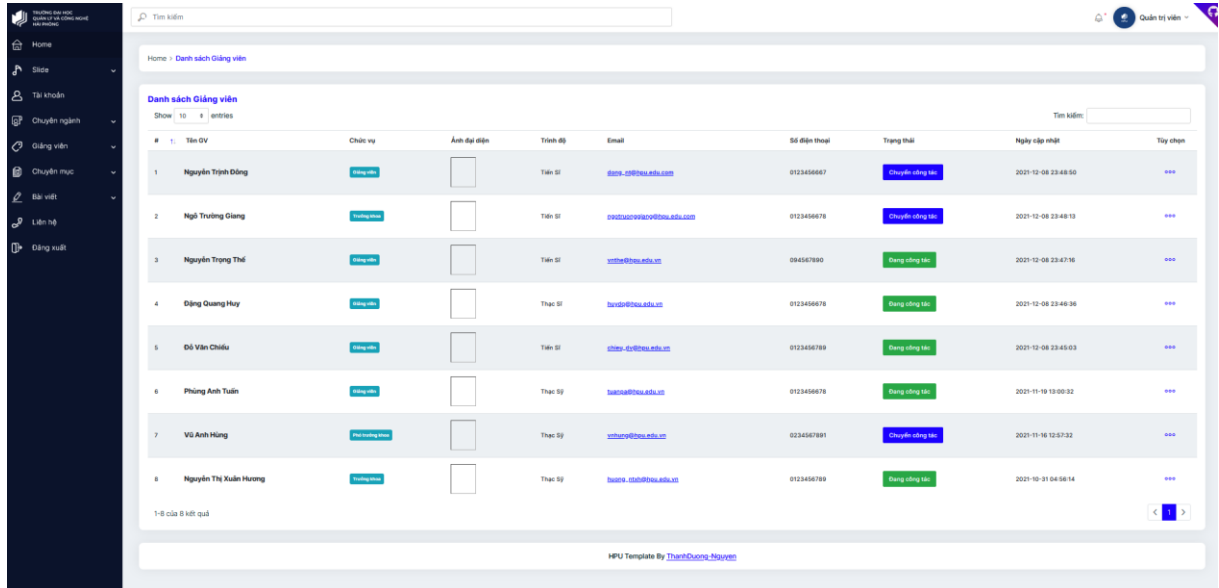 TRƯỜNG ĐẠI HỌC
QUẢN LÝ VÀ CÔNG NGHỆ
HẢI PHÒNG
Tìm kiếm
Quản trị viên
Home
Slide
Tài khoản
Chuyên ngành
Giảng viên
Chuyên mục
Bài viết
Liên hệ
Đăng xuất
Home > Danh sách Giảng viên
Danh sách Giảng viên
Show 10 entries
Tìm kiếm:
# Tên GV Chức vụ Ảnh đại diện Trình độ Email Số điện thoại Trạng thái Ngày cập nhật Tùy chọn
1 Nguyễn Trịnh Đông Giảng viên Tiến Sĩ dong_nt@hpu.edu.com 0123456667 Chuyển công tác 2021-12-08 23:48:50
2 Ngô Trường Giang Trưởng khoa Tiến Sĩ ngotruonggiang@hpu.edu.com 0123456678 Chuyển công tác 2021-12-08 23:48:13
3 Nguyễn Trọng Thể Giảng viên Tiến Sĩ vnthe@hpu.edu.vn 094567890 Đang công tác 2021-12-08 23:47:16
4 Đặng Quang Huy Giảng viên Thạc Sĩ huydq@hpu.edu.vn 0123456678 Đang công tác 2021-12-08 23:46:36
5 Đỗ Văn Chiểu Giảng viên Tiến Sĩ chieu_dv@hpu.edu.vn 0123456789 Đang công tác 2021-12-08 23:45:03
6 Phùng Anh Tuấn Giảng viên Thạc Sỹ tuanpa@hpu.edu.vn 0123456678 Đang công tác 2021-11-19 13:00:32
7 Vũ Anh Hùng Phó trưởng khoa Thạc Sỹ vnhung@hpu.edu.vn 0234567891 Chuyển công tác 2021-11-16 12:57:32
8 Nguyễn Thị Xuân Hương Trưởng khoa Thạc Sỹ huong_ntxh@hpu.edu.vn 0123456789 Đang công tác 2021-10-31 04:56:14
1-8 của 8 kết quả
< 1 >
HPU Template By ThanhDuong-Nguyen